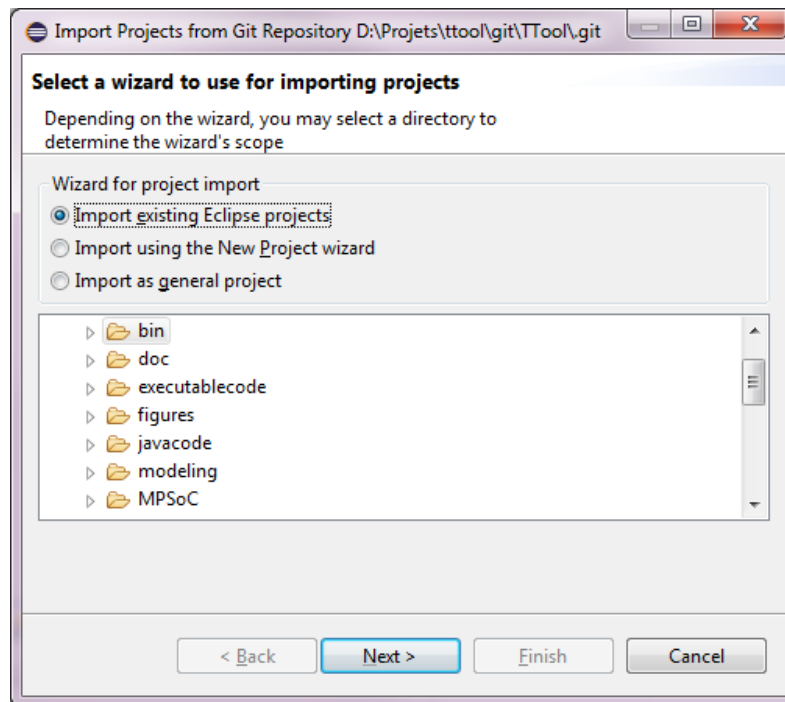 Import Projects from Git Repository D:\Projets\ttool\git\TTool\.git
Select a wizard to use for importing projects
Depending on the wizard, you may select a directory to
determine the wizard's scope
Wizard for project import
Import existing Eclipse projects
Import using the New Project wizard
Import as general project
bin
doc
executablecode
figures
javacode
modeling
MPSoC
< Back Next > Finish Cancel